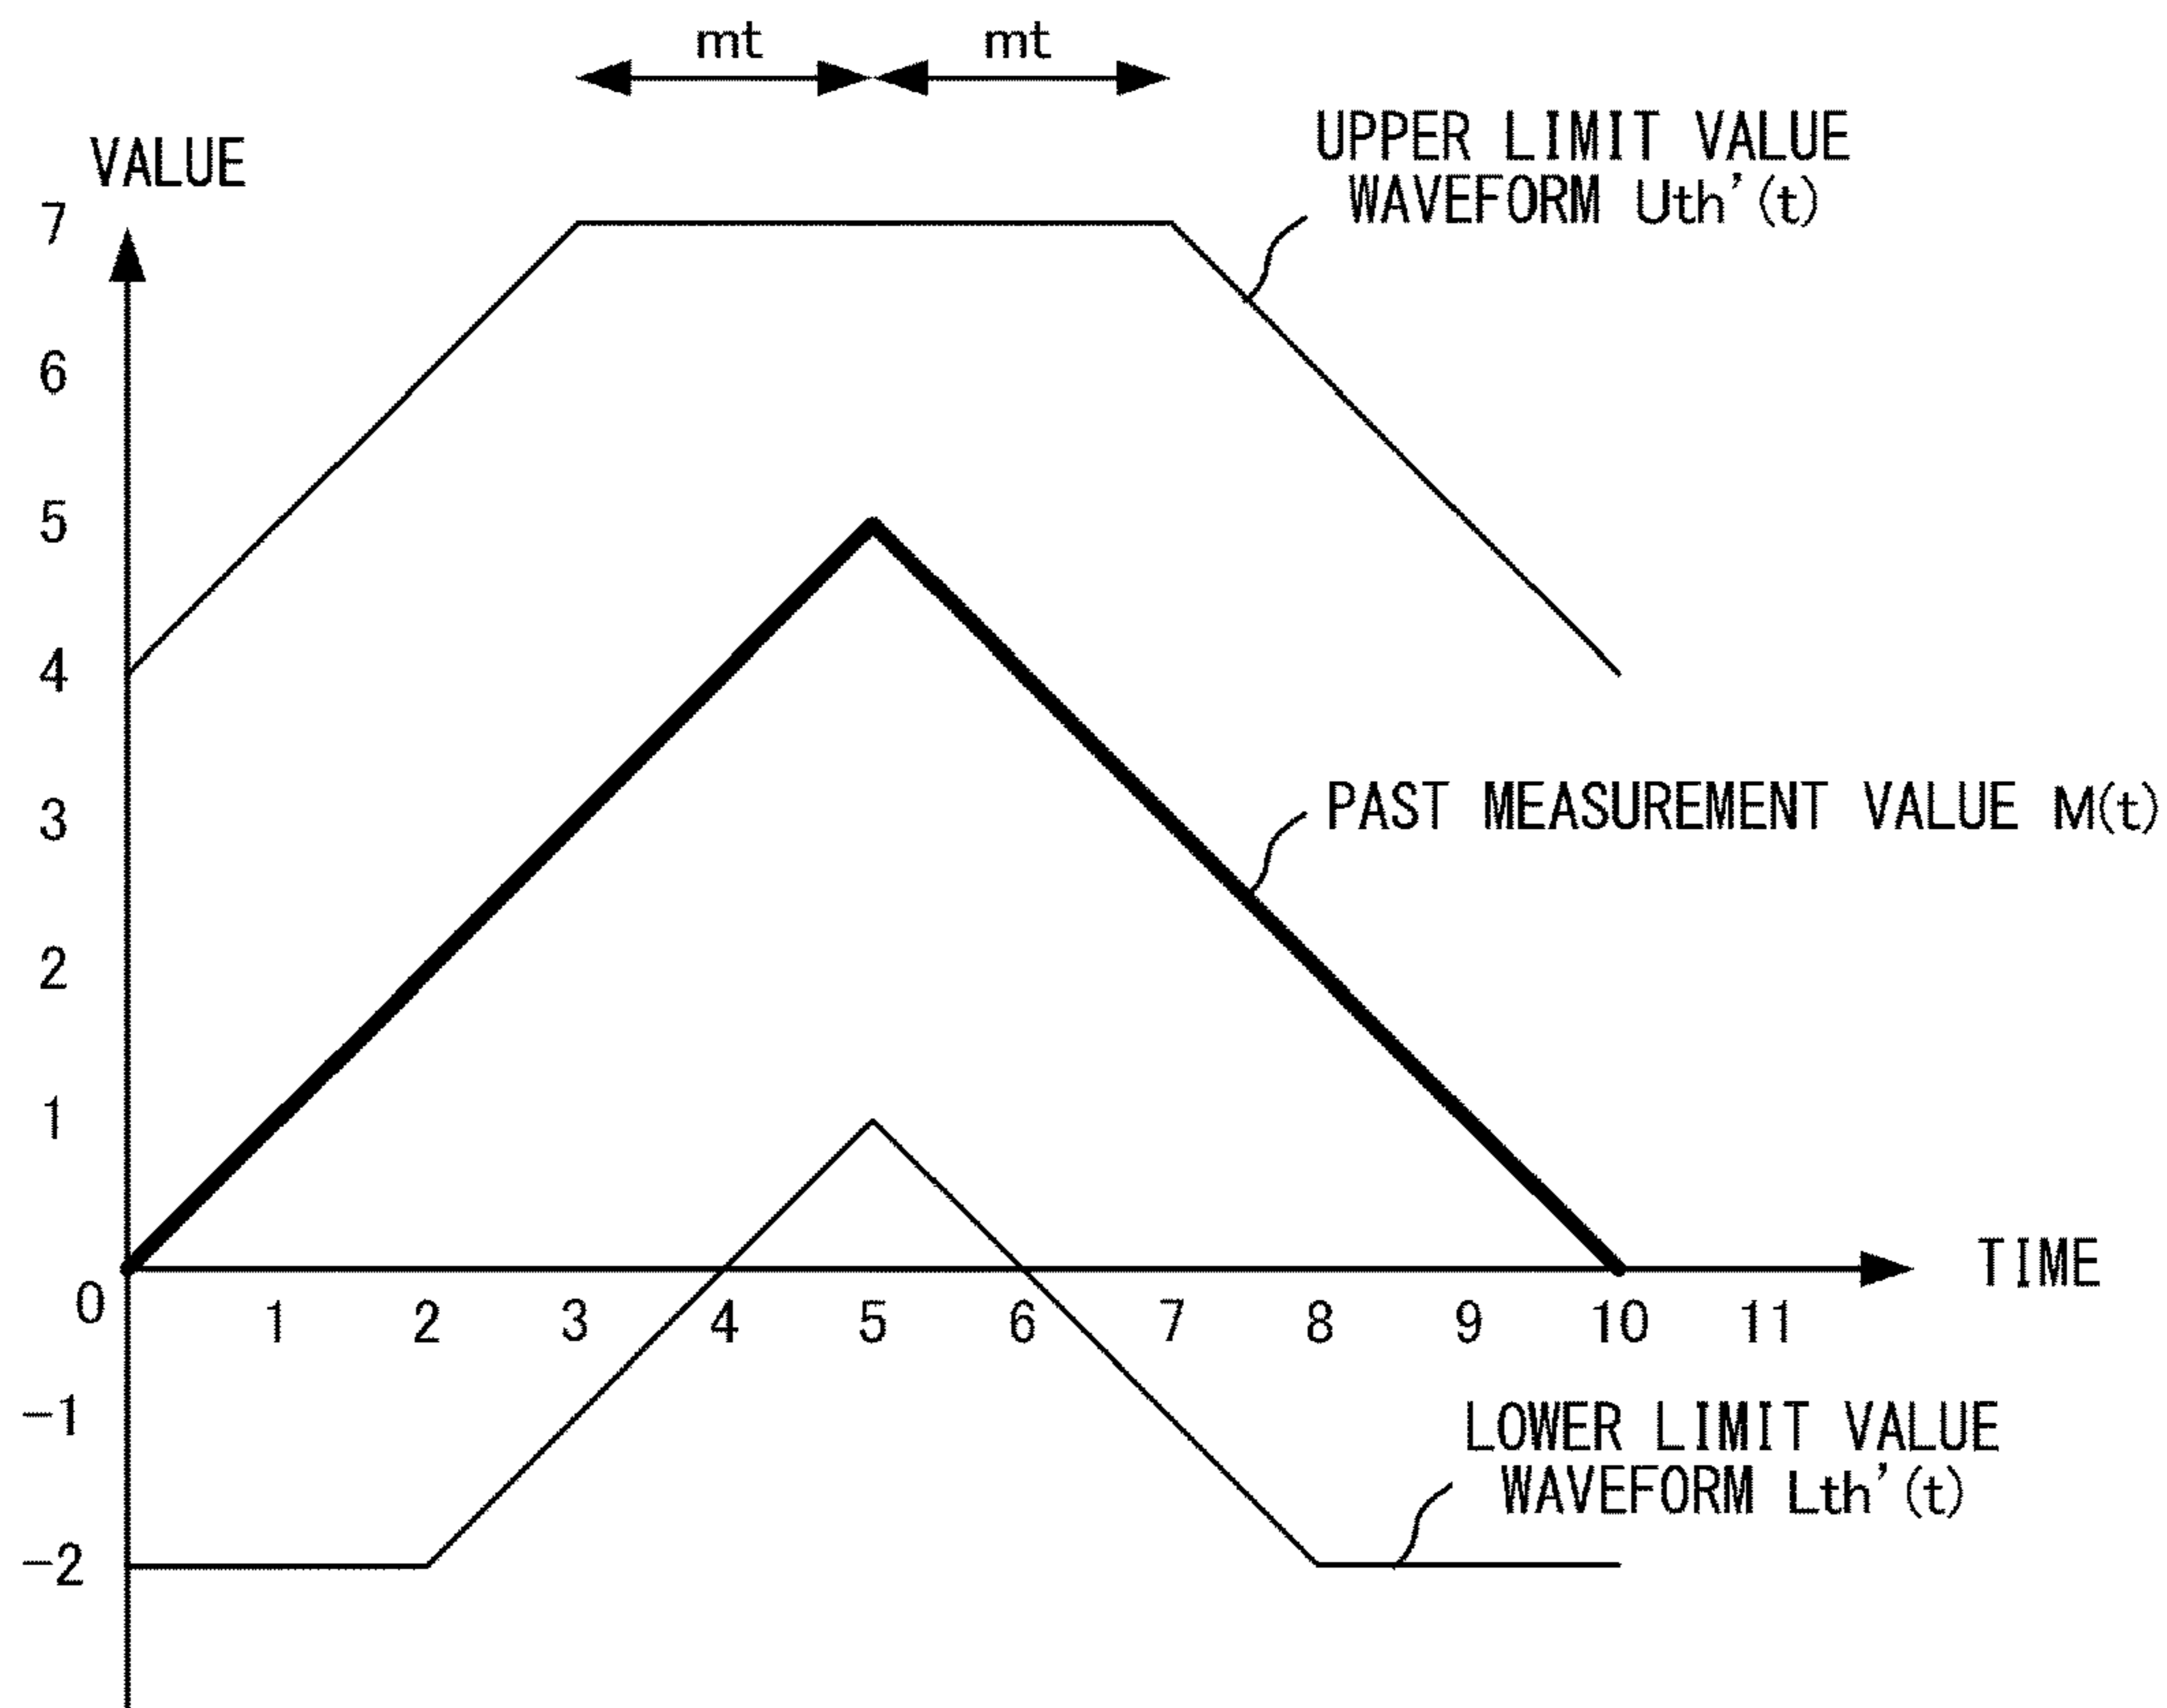 mt mt
VALUE
UPPER LIMIT VALUE
WAVEFORM Uth'(t)
7
6
5
4
PAST MEASUREMENT VALUE M(t)
3
2
1
TIME
0 1 2 3 4 5 6 7 8 9 10 11
-1
LOWER LIMIT VALUE
WAVEFORM Lth'(t)
-2